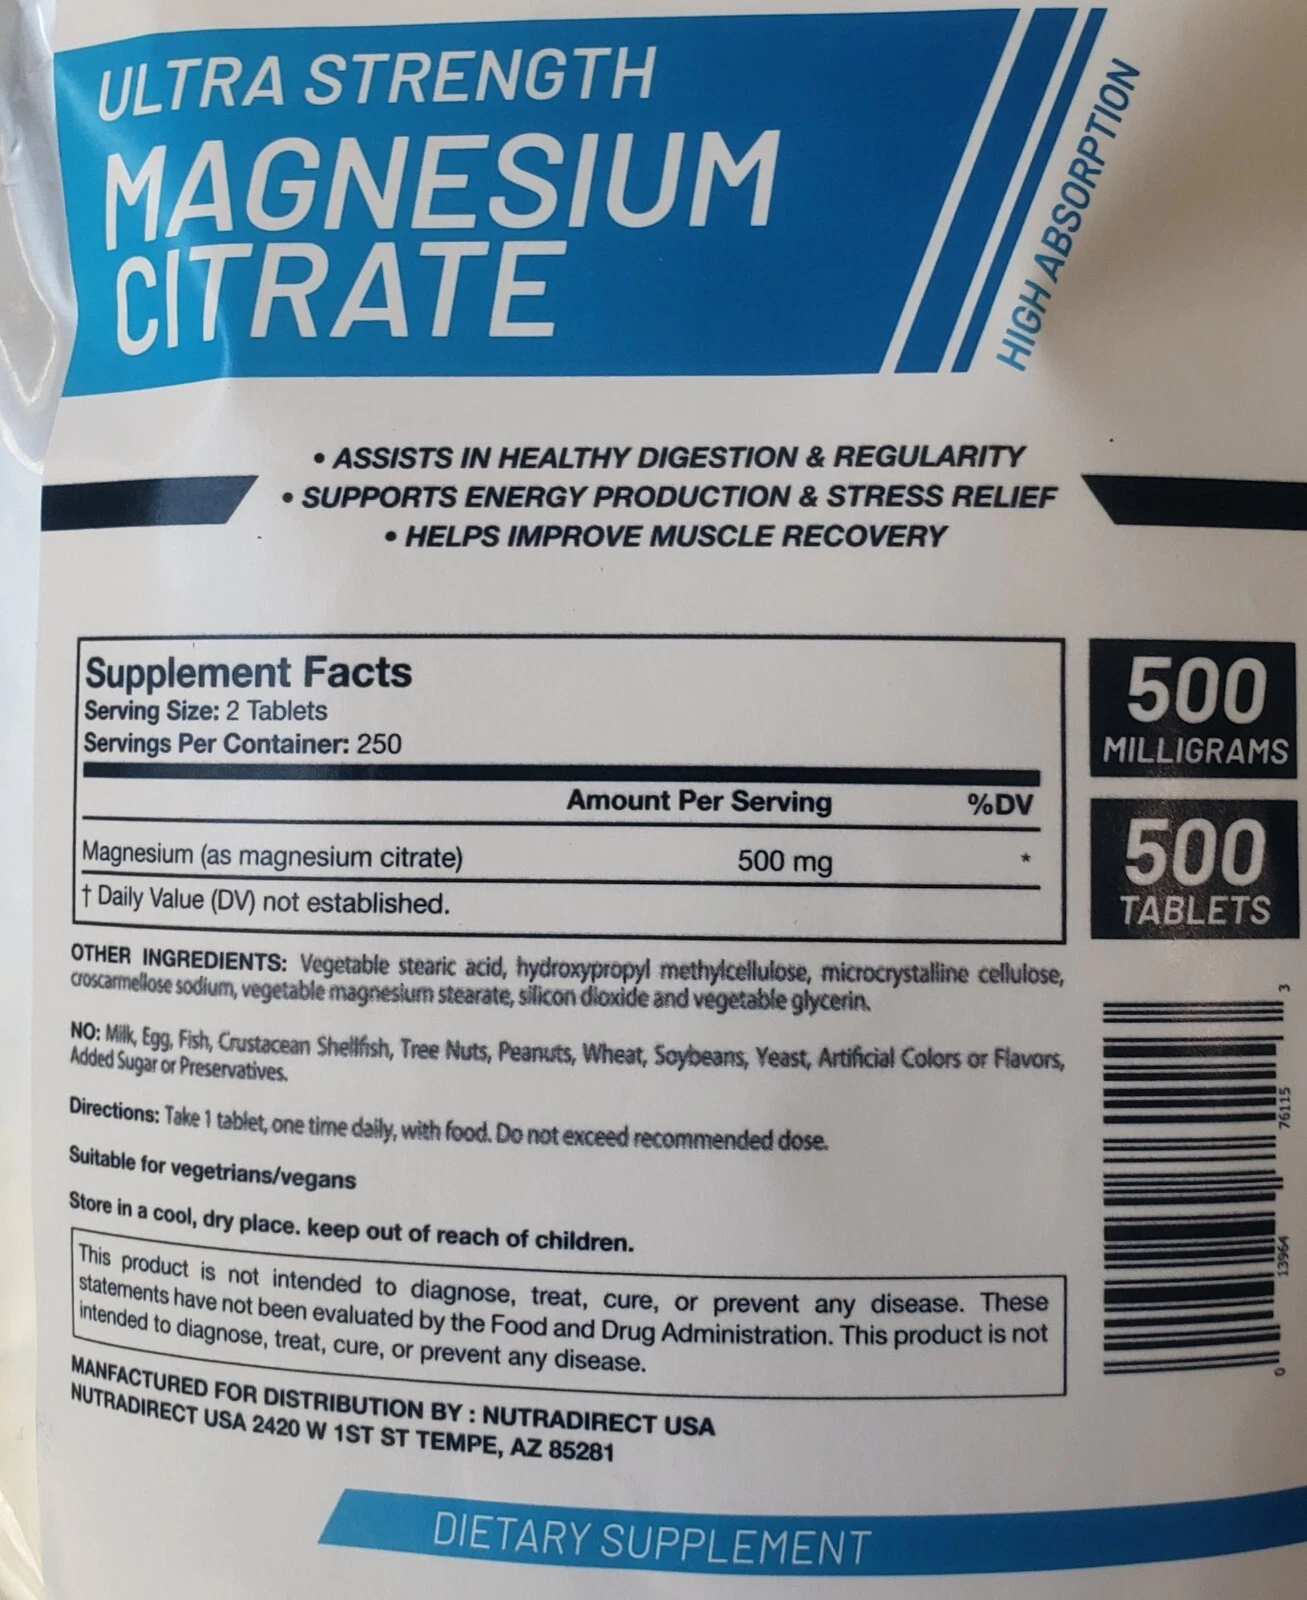 ULTRA STRENGTH
MAGNESIUM
CITRATE
HIGH ABSORPTION
• ASSISTS IN HEALTHY DIGESTION & REGULARITY
• SUPPORTS ENERGY PRODUCTION & STRESS RELIEF
• HELPS IMPROVE MUSCLE RECOVERY
Supplement Facts
Serving Size: 2 Tablets
Servings Per Container: 250
Amount Per Serving %DV
Magnesium (as magnesium citrate) 500 mg *
† Daily Value (DV) not established.
500
MILLIGRAMS
500
TABLETS
OTHER INGREDIENTS: Vegetable stearic acid, hydroxypropyl methylcellulose, microcrystalline cellulose,
croscarmellose sodium, vegetable magnesium stearate, silicon dioxide and vegetable glycerin.
NO: Milk, Egg, Fish, Crustacean Shellfish, Tree Nuts, Peanuts, Wheat, Soybeans, Yeast, Artificial Colors or Flavors,
Added Sugar or Preservatives.
Directions: Take 1 tablet, one time daily, with food. Do not exceed recommended dose.
Suitable for vegetrians/vegans
Store in a cool, dry place. keep out of reach of children.
This product is not intended to diagnose, treat, cure, or prevent any disease. These
statements have not been evaluated by the Food and Drug Administration. This product is not
intended to diagnose, treat, cure, or prevent any disease.
MANFACTURED FOR DISTRIBUTION BY : NUTRADIRECT USA
NUTRADIRECT USA 2420 W 1ST ST TEMPE, AZ 85281
0 13964 76115 3
DIETARY SUPPLEMENT